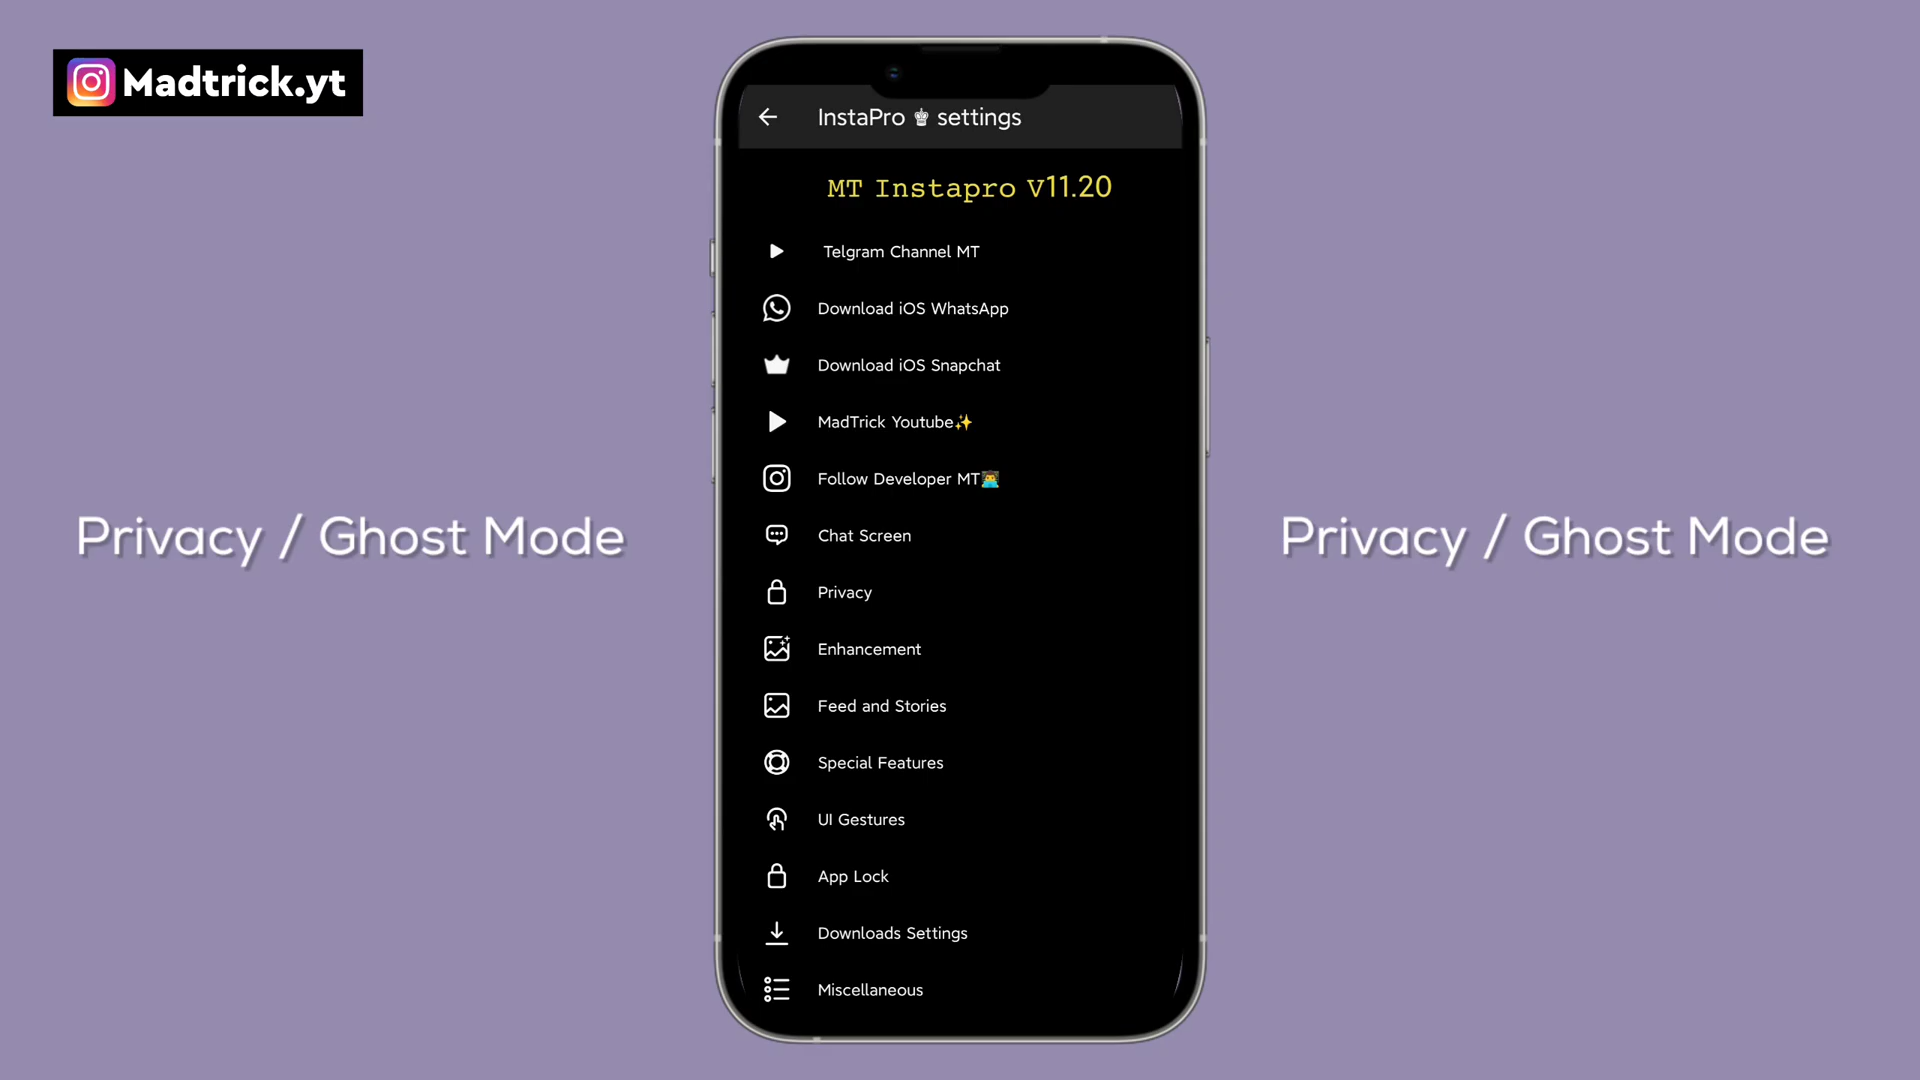 Madtrick.yt
InstaPro ♚ settings
MT Instapro V11.20
Telgram Channel MT
Download iOS WhatsApp
Download iOS Snapchat
MadTrick Youtube✨
Follow Developer MT👨‍💻
Chat Screen
Privacy / Ghost Mode
Privacy / Ghost Mode
Privacy
Enhancement
Feed and Stories
Special Features
UI Gestures
App Lock
Downloads Settings
Miscellaneous